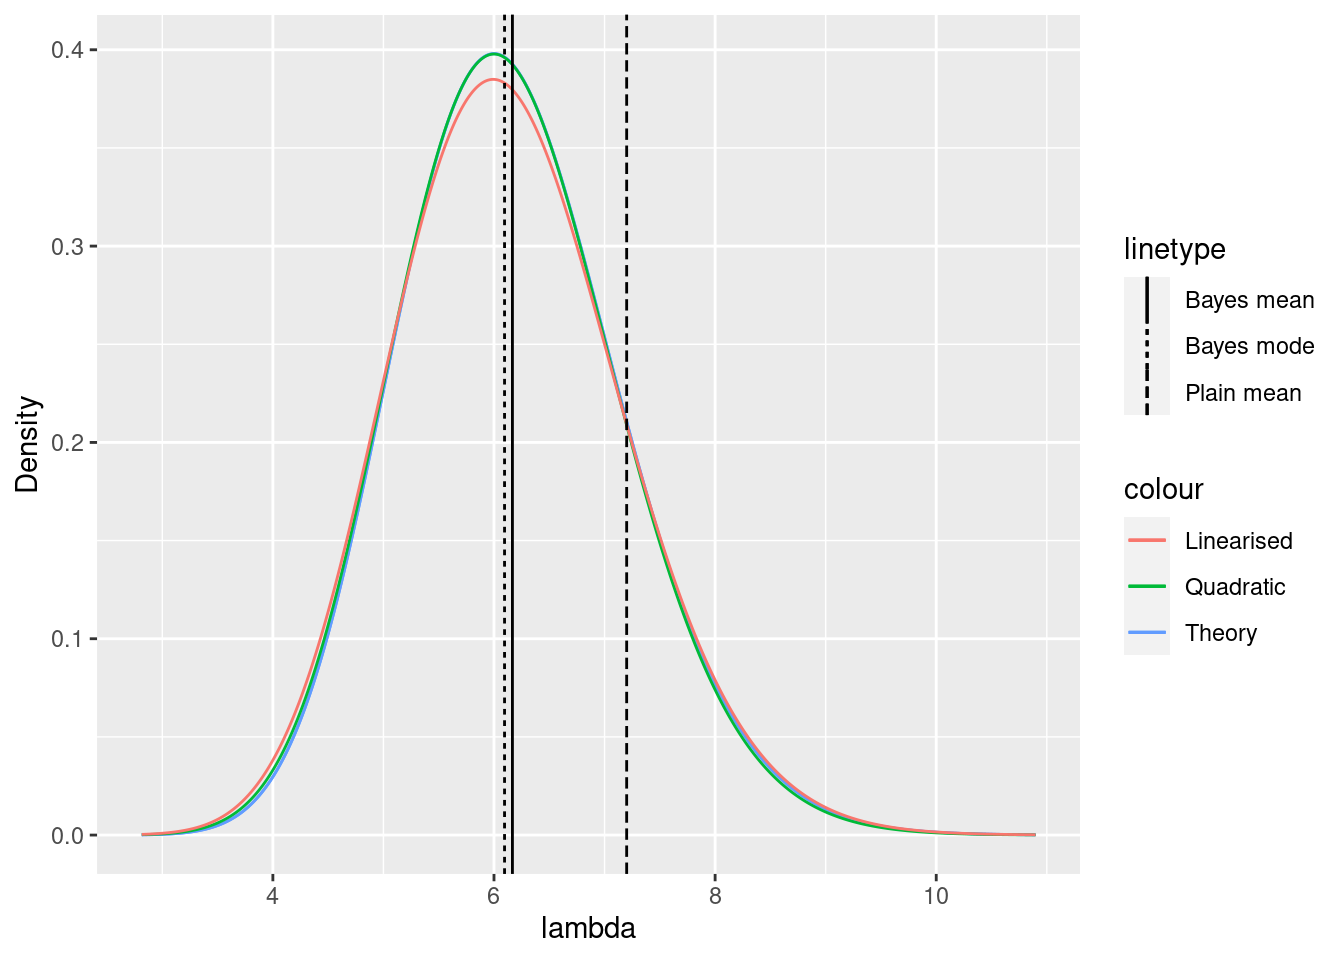 0.4
0.3
0.2
0.1
0.0
Density
4
6
8
10
lambda
linetype
Bayes mean
Bayes mode
Plain mean
colour
Linearised
Quadratic
Theory